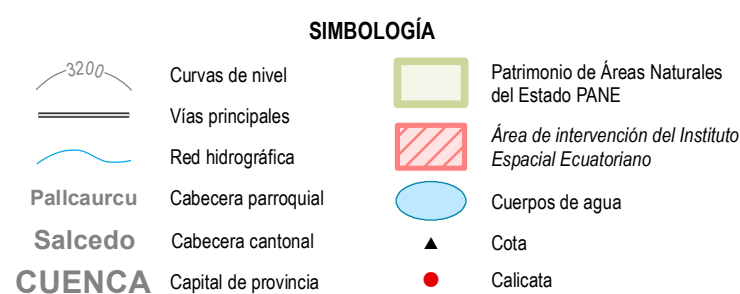 SIMBOLOGÍA
3200
Curvas de nivel
Vías principales
Red hidrográfica
Pallcaurcu
Cabecera parroquial
Salcedo
Cabecera cantonal
CUENCA
Capital de provincia
Patrimonio de Áreas Naturales
del Estado PANE
Área de intervención del Instituto
Espacial Ecuatoriano
Cuerpos de agua
Cota
Calicata